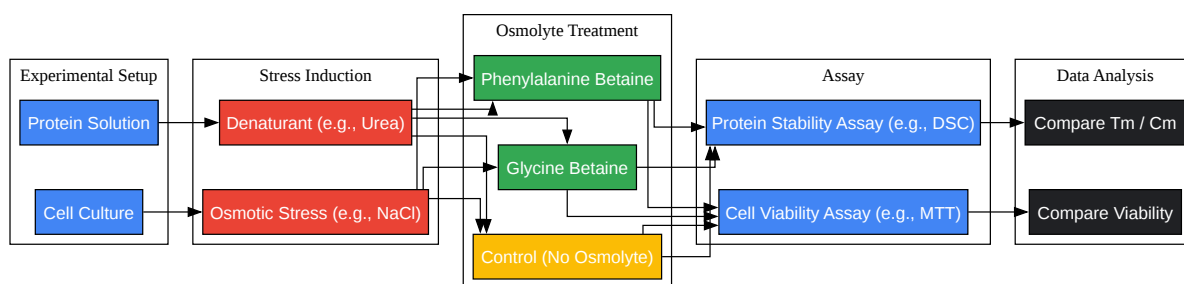 Experimental Setup
Protein Solution
Cell Culture
Stress Induction
Denaturant (e.g., Urea)
Osmotic Stress (e.g., NaCl)
Osmolyte Treatment
Phenylalanine Betaine
Glycine Betaine
Control (No Osmolyte)
Assay
Protein Stability Assay (e.g., DSC)
Cell Viability Assay (e.g., MTT)
Data Analysis
Compare Tm / Cm
Compare Viability